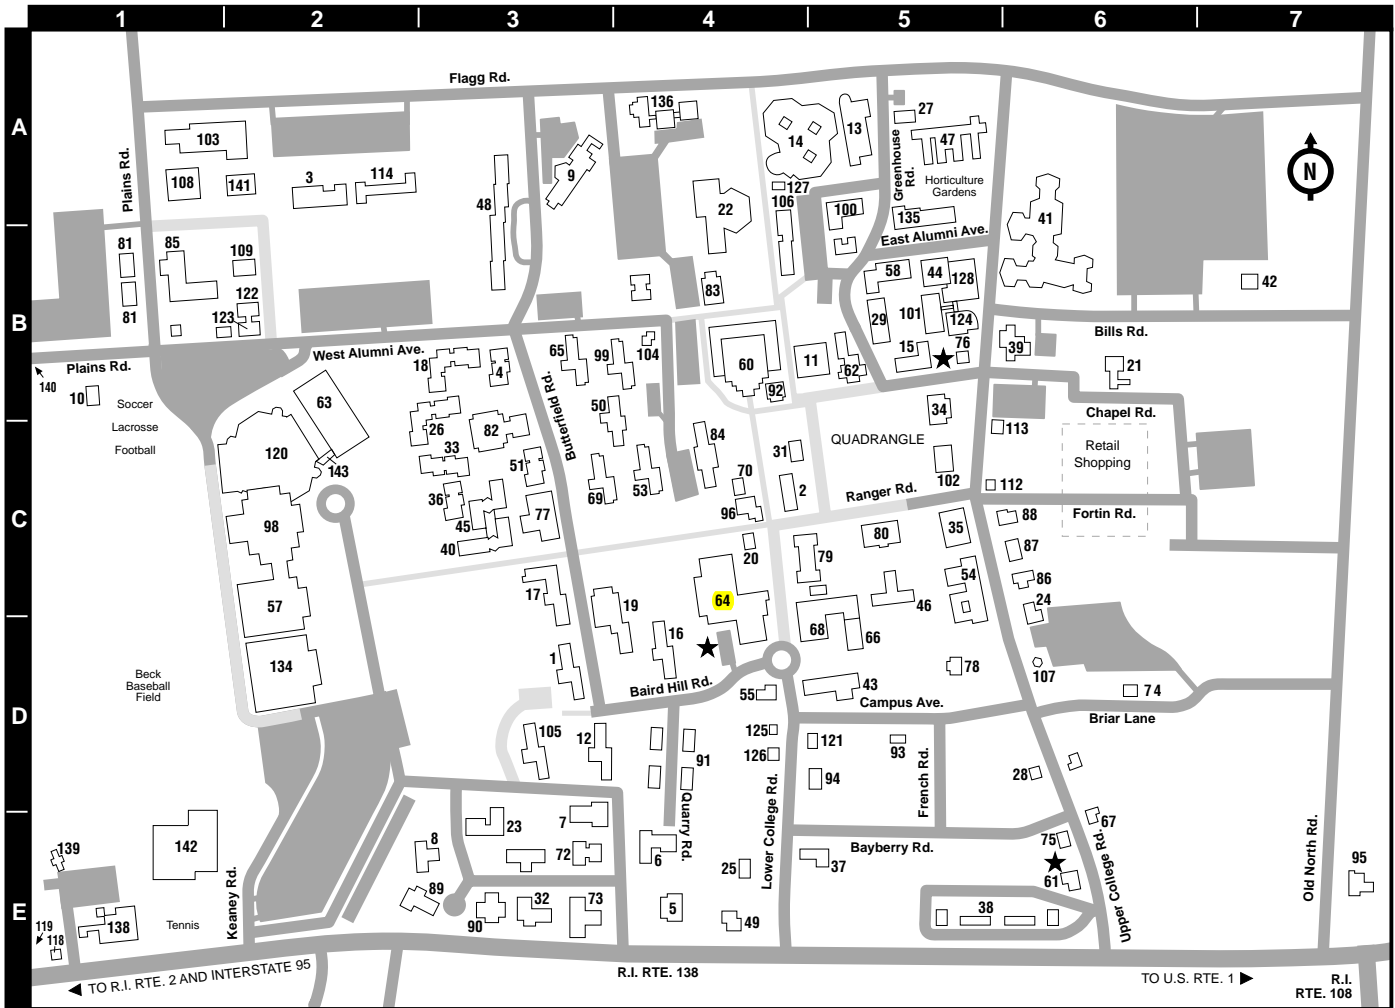 1 2 3 4 5 6 7
A
B
C
D
E
Flagg Rd.
136
27
103
14
13
47
Plains Rd.
Greenhouse
Rd.
9
108
141
3
114
127
Horticulture
Gardens
48
22
106
100
135
41
N
East Alumni Ave.
81
85
109
58
44
128
42
83
122
123
81
29
101
124
Bills Rd.
West Alumni Ave.
65
99
104
15
76
39
Plains Rd.
18
4
60
11
62
21
140
10
92
Soccer
Lacrosse
Football
63
50
Butterfield Rd.
34
Chapel Rd.
26
82
84
113
33
QUADRANGLE
Retail
Shopping
120
143
51
31
70
102
112
36
69
53
2
Ranger Rd.
98
45
77
96
88
Fortin Rd.
40
20
79
80
35
87
17
54
86
57
19
64
46
24
16
68
66
134
1
78
107
Beck
Baseball
Field
Baird Hill Rd.
43
74
55
Campus Ave.
Briar Lane
105
12
125
121
93
91
126
94
French Rd.
28
Quarry Rd.
Lower College Rd.
23
7
67
142
8
6
75
Bayberry Rd.
139
72
37
Upper College Rd.
Old North Rd.
95
25
61
Keaney Rd.
89
32
73
5
38
138
Tennis
90
49
119
118
TO R.I. RTE. 2 AND INTERSTATE 95
R.I. RTE. 138
TO U.S. RTE. 1
R.I.
RTE. 108